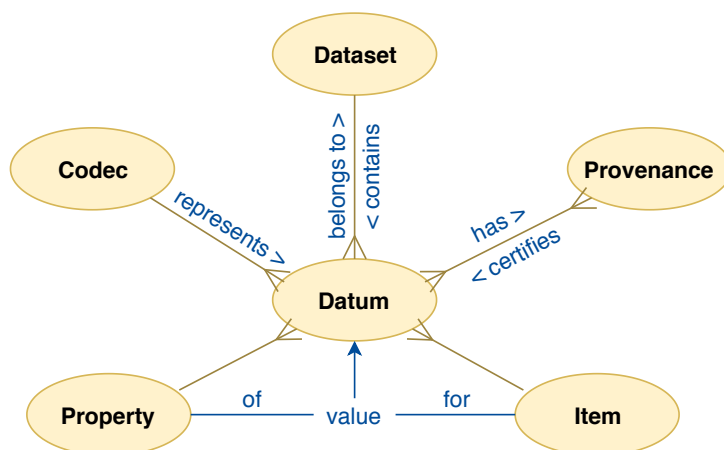 Dataset
Codec
Provenance
represents >
belongs to >
< contains
has >
< certifies
Datum
Property
of
value
for
Item